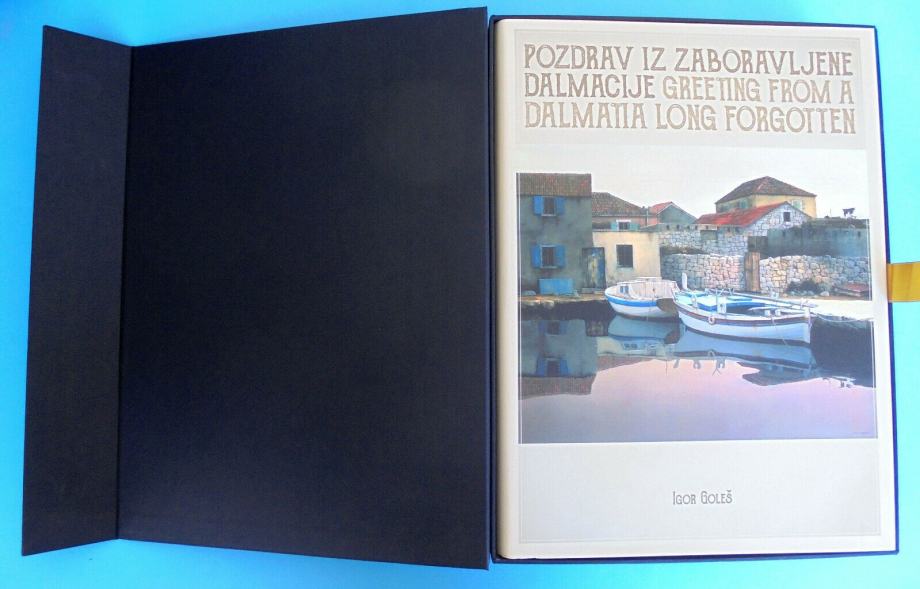 POZDRAV IZ ZABORAVLJENE
DALMACIJE GREETING FROM A
DALMATIA LONG FORGOTTEN
IGOR GOLEŠ